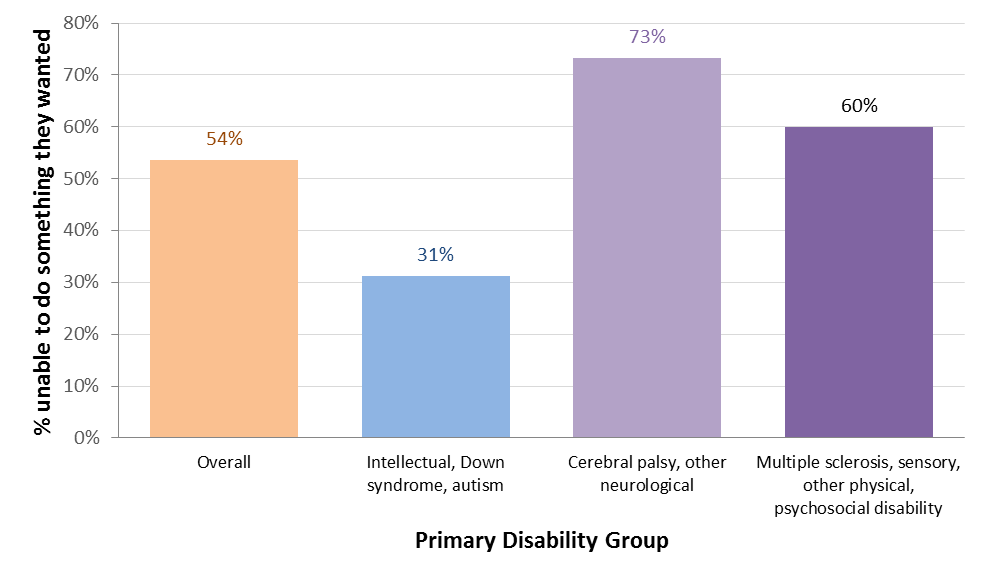 80%
70%
60%
50%
40%
30%
20%
10%
0%
% unable to do something they wanted
54%
31%
73%
60%
Overall
Intellectual, Down
syndrome, autism
Cerebral palsy, other
neurological
Multiple sclerosis, sensory,
other physical,
psychosocial disability
Primary Disability Group